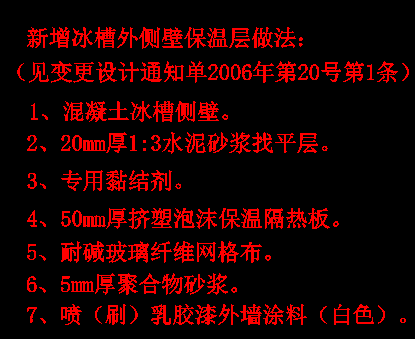 新增冰槽外侧壁保温层做法：
（见变更设计通知单2006年第20号第1条）
1、混凝土冰槽侧壁。
2、20mm厚1:3水泥砂浆找平层。
3、专用黏结剂。
4、50mm厚挤塑泡沫保温隔热板。
5、耐碱玻璃纤维网格布。
6、5mm厚聚合物砂浆。
7、喷（刷）乳胶漆外墙涂料（白色）。